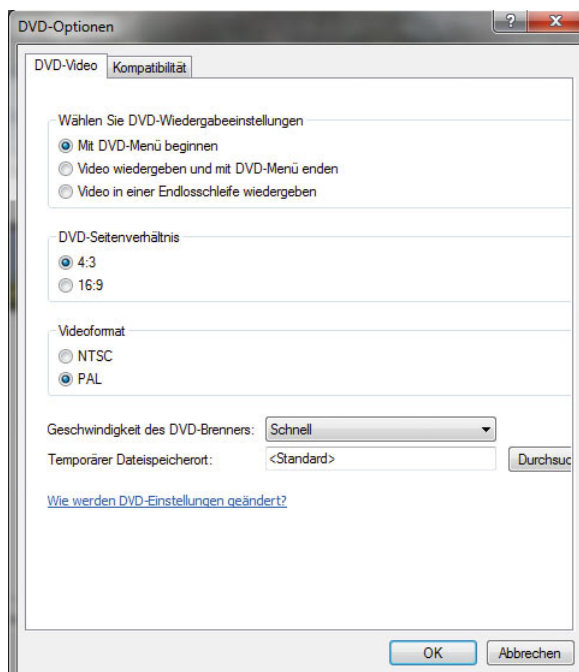 DVD-Optionen
DVD-Video Kompatibilität
Wählen Sie DVD-Wiedergabeeinstellungen
Mit DVD-Menü beginnen
Video wiedergeben und mit DVD-Menü enden
Video in einer Endlosschleife wiedergeben
DVD-Seitenverhältnis
4:3
16:9
Videoformat
NTSC
PAL
Geschwindigkeit des DVD-Brenners: Schnell
Temporärer Dateispeicherort: <Standard> Durchsuc
Wie werden DVD-Einstellungen geändert?
OK Abbrechen